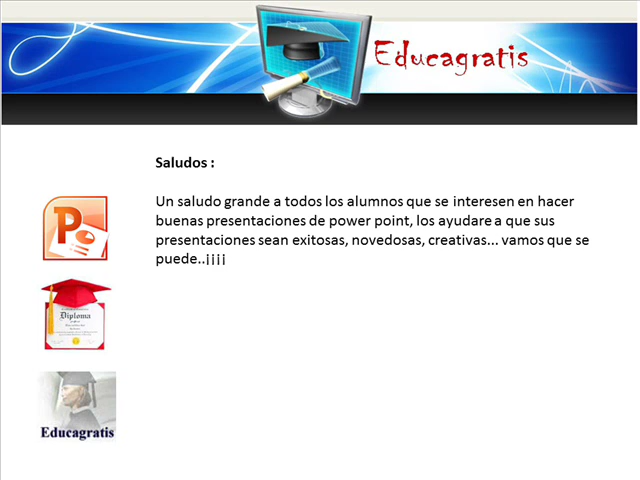 Educagratis
Saludos :
Un saludo grande a todos los alumnos que se interesen en hacer
buenas presentaciones de power point, los ayudare a que sus
presentaciones sean exitosas, novedosas, creativas... vamos que se
puede..¡¡¡¡
P
Diploma
Educagratis